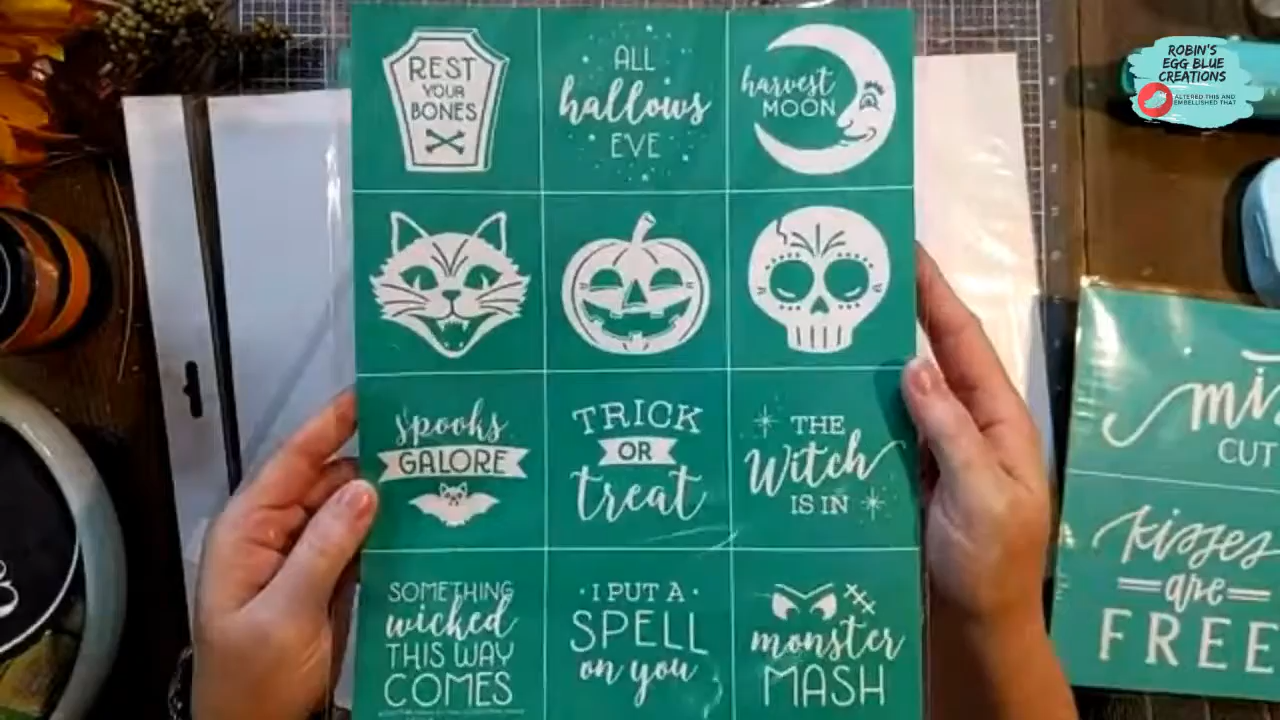 ROBIN'S
EGG BLUE
CREATIONS
ALTERED THIS AND
EMBELLISHED THAT
REST
YOUR
BONES
ALL
hallows
EVE
harvest
MOON
spooks
GALORE
TRICK
OR
treat
THE
Witch
IS IN
SOMETHING
wicked
THIS WAY
COMES
· I PUT A ·
SPELL
on you
monster
MASH
CUT
kisses
are
FREE